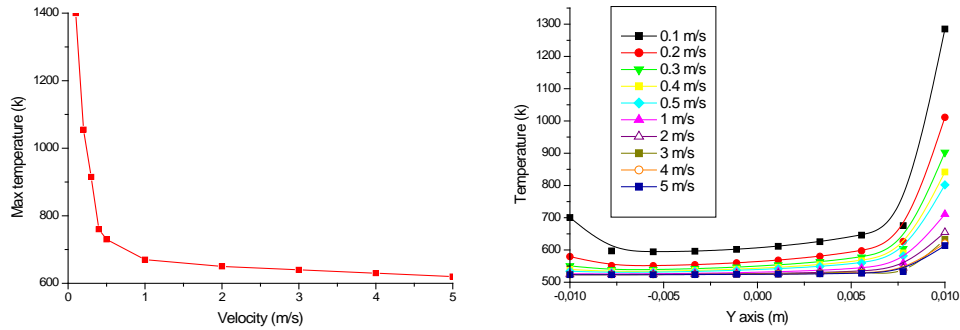 1400
1200
1000
800
600
Max temperature (k)
0
1
2
3
4
5
Velocity (m/s)
1300
1200
1100
1000
900
800
700
600
500
Temperature (k)
0.1 m/s
0.2 m/s
0.3 m/s
0.4 m/s
0.5 m/s
1 m/s
2 m/s
3 m/s
4 m/s
5 m/s
-0,010
-0,005
0,000
0,005
0,010
Y axis (m)